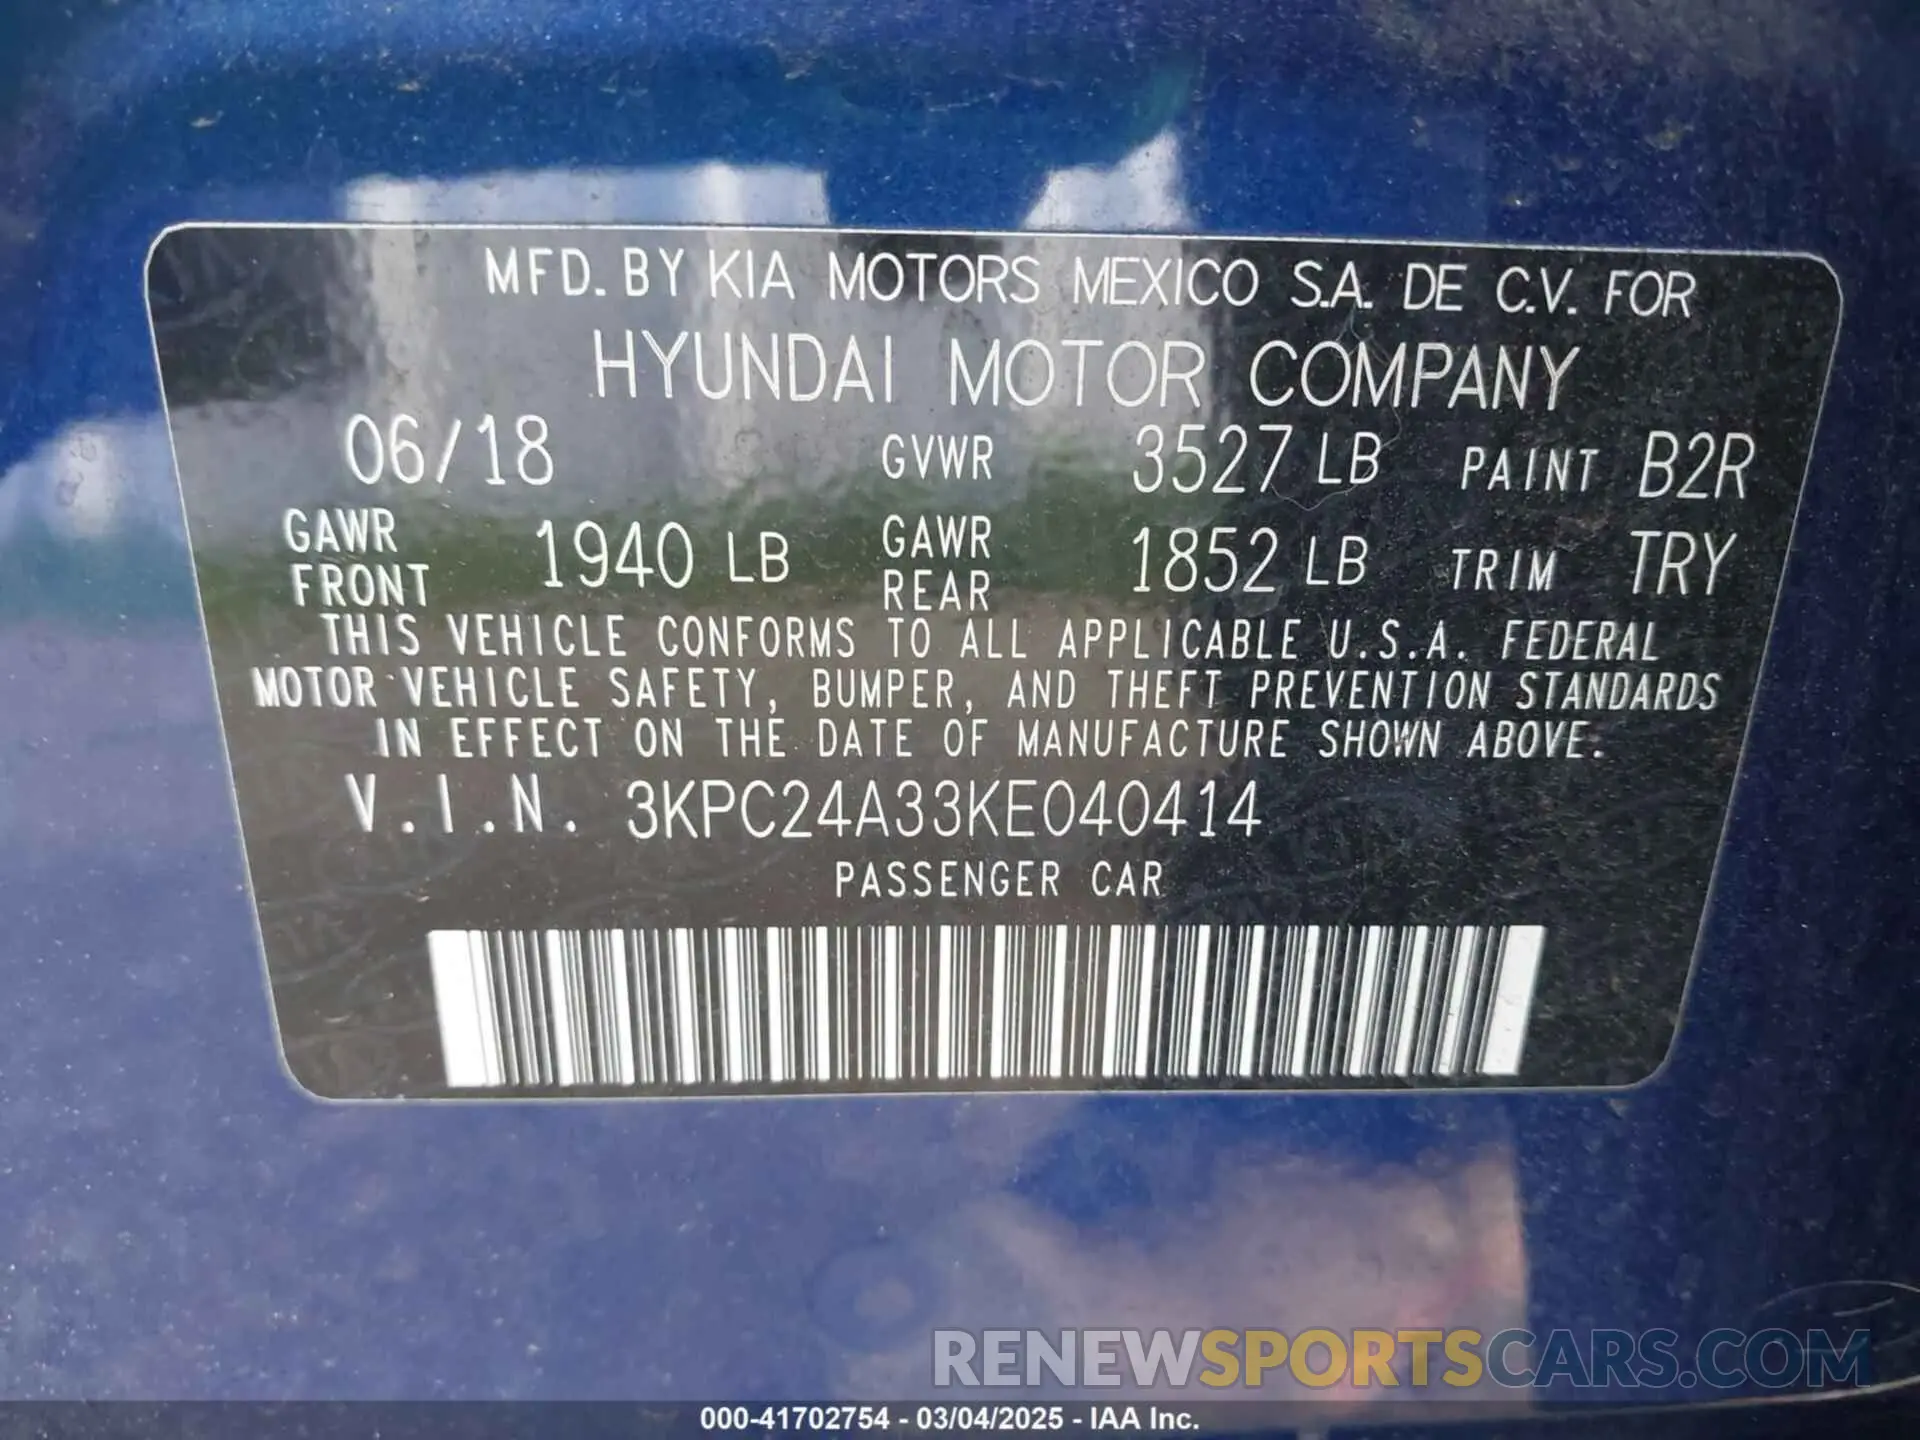 MFD. BY KIA MOTORS MEXICO S.A. DE C.V. FOR
HYUNDAI MOTOR COMPANY
06/18 GVWR 3527 LB PAINT B2R
GAWR FRONT 1940 LB GAWR REAR 1852 LB TRIM TRY
THIS VEHICLE CONFORMS TO ALL APPLICABLE U.S.A. FEDERAL
MOTOR VEHICLE SAFETY, BUMPER, AND THEFT PREVENTION STANDARDS
IN EFFECT ON THE DATE OF MANUFACTURE SHOWN ABOVE.
V.I.N. 3KPC24A33KE040414
PASSENGER CAR
RENEWSPORTSCARS.COM
000-41702754 - 03/04/2025 - IAA Inc.